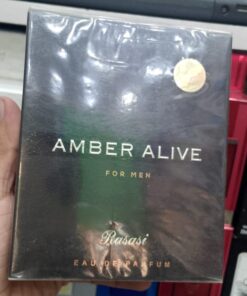 AMBER ALIVE
FOR MEN
Rasasi
EAU DE PARFUM